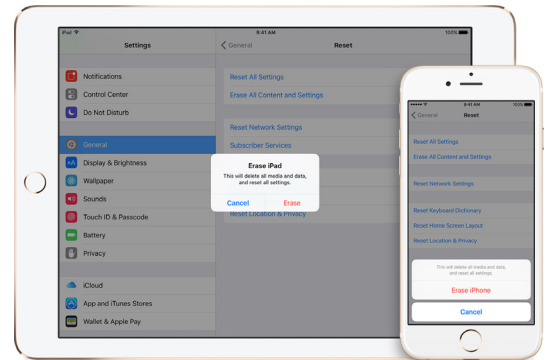 iPad
9:41 AM
100%
Settings
General
Reset
Notifications
Control Center
Do Not Disturb
General
Display & Brightness
Wallpaper
Sounds
Touch ID & Passcode
Battery
Privacy
iCloud
App and iTunes Stores
Wallet & Apple Pay
Reset All Settings
Erase All Content and Settings
Reset Network Settings
Subscriber Services
Reset Location & Privacy
Erase iPad
This will delete all media and data,
and reset all settings.
Cancel
Erase
9:41 AM
100%
General
Reset
Reset All Settings
Erase All Content and Settings
Reset Network Settings
Reset Keyboard Dictionary
Reset Home Screen Layout
Reset Location & Privacy
This will delete all media and data,
and reset all settings.
Erase iPhone
Cancel